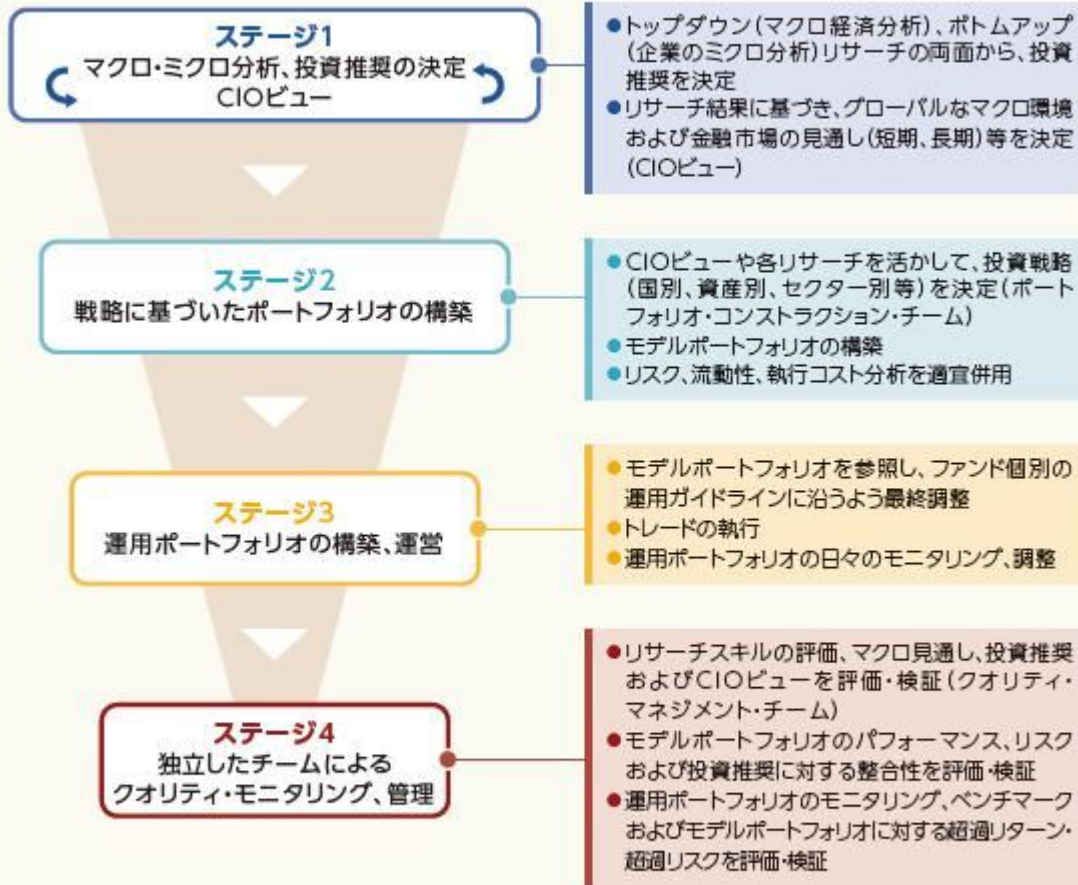 ステージ1
マクロ・ミクロ分析、投資推奨の決定
CIOビュー
●トップダウン(マクロ経済分析)、ボトムアップ
(企業のミクロ分析)リサーチの両面から、投資
推奨を決定
●リサーチ結果に基づき、グローバルなマクロ環境
および金融市場の見通し(短期、長期)等を決定
(CIOビュー)
ステージ2
戦略に基づいたポートフォリオの構築
●CIOビューや各リサーチを活かして、投資戦略
(国別、資産別、セクター別等)を決定(ポート
フォリオ・コンストラクション・チーム)
●モデルポートフォリオの構築
●リスク、流動性、執行コスト分析を適宜併用
ステージ3
運用ポートフォリオの構築、運営
●モデルポートフォリオを参照し、ファンド個別の
運用ガイドラインに沿うよう最終調整
●トレードの執行
●運用ポートフォリオの日々のモニタリング、調整
ステージ4
独立したチームによる
クオリティ・モニタリング、管理
●リサーチスキルの評価、マクロ見通し、投資推奨
およびCIOビューを評価・検証(クオリティ・
マネジメント・チーム)
●モデルポートフォリオのパフォーマンス、リスク
および投資推奨に対する整合性を評価・検証
●運用ポートフォリオのモニタリング、ベンチマーク
およびモデルポートフォリオに対する超過リターン・
超過リスクを評価・検証